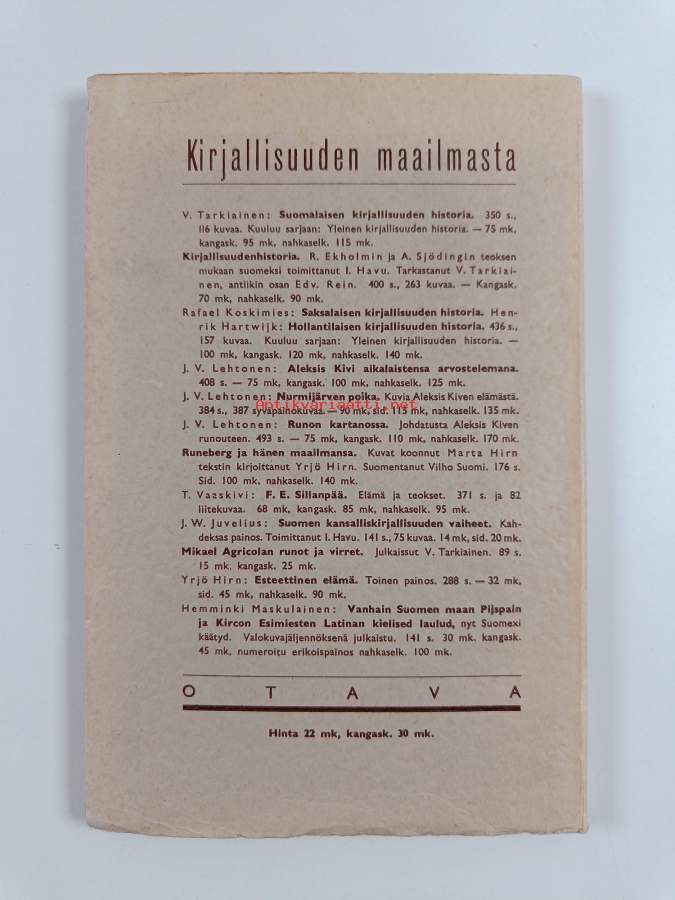 Kirjallisuuden maailmasta
V. Tarkiainen: Suomalaisen kirjallisuuden historia. 350 s.,
116 kuvaa. Kuuluu sarjaan: Yleinen kirjallisuuden historia. — 75 mk,
kangask. 95 mk, nahkaselk. 115 mk.
Kirjallisuudenhistoria. R. Ekholmin ja A. Sjödingin teoksen
mukaan suomeksi toimittanut I. Havu. Tarkastanut V. Tarkiai-
nen, antiikin osan Edv. Rein. 400 s., 263 kuvaa. — Kangask.
70 mk, nahkaselk. 90 mk.
Rafael Koskimies: Saksalaisen kirjallisuuden historia. Hen-
rik Hartwijk: Hollantilaisen kirjallisuuden historia. 436 s.,
157 kuvaa. Kuuluu sarjaan: Yleinen kirjallisuuden historia. —
100 mk, kangask. 120 mk, nahkaselk. 140 mk.
J. V. Lehtonen: Aleksis Kivi aikalaistensa arvostelemana.
408 s. — 75 mk, kangask. 100 mk, nahkaselk. 125 mk.
J. V. Lehtonen: Nurmijärven poika. Kuvia Aleksis Kiven elämästä.
384 s., 387 syväpainokuvaa. — 90 mk, sid. 115 mk, nahkaselk. 135 mk.
Antikvariaatti.net
J. V. Lehtonen: Runon kartanossa. Johdatusta Aleksis Kiven
runouteen. 493 s. — 75 mk, kangask. 110 mk, nahkaselk. 170 mk.
Runeberg ja hänen maailmansa. Kuvat koonnut Marta Hirn
tekstin kirjoittanut Yrjö Hirn. Suomentanut Vilho Suomi. 176 s.
Sid. 100 mk, nahkaselk. 140 mk.
T. Vaaskivi: F. E. Sillanpää. Elämä ja teokset. 371 s. ja 82
liitekuvaa. 68 mk, kangask. 85 mk, nahkaselk. 95 mk.
J. W. Juvelius: Suomen kansalliskirjallisuuden vaiheet. Kah-
deksas painos. Toimittanut I. Havu. 141 s., 75 kuvaa. 14 mk, sid. 20 mk.
Mikael Agricolan runot ja virret. Julkaissut V. Tarkiainen. 89 s.
15 mk, kangask. 25 mk.
Yrjö Hirn: Esteettinen elämä. Toinen painos. 288 s. — 32 mk,
sid. 45 mk, nahkaselk. 90 mk.
Hemminki Maskulainen: Vanhain Suomen maan Pijspain
ja Kircon Esimiesten Latinan kielised laulud, nyt Suomexi
käätyd. Valokuvajäljennöksenä julkaistu. 141 s. 30 mk. kangask.
45 mk, numeroitu erikoispainos nahkaselk. 100 mk.
OTAVA
Hinta 22 mk, kangask. 30 mk.